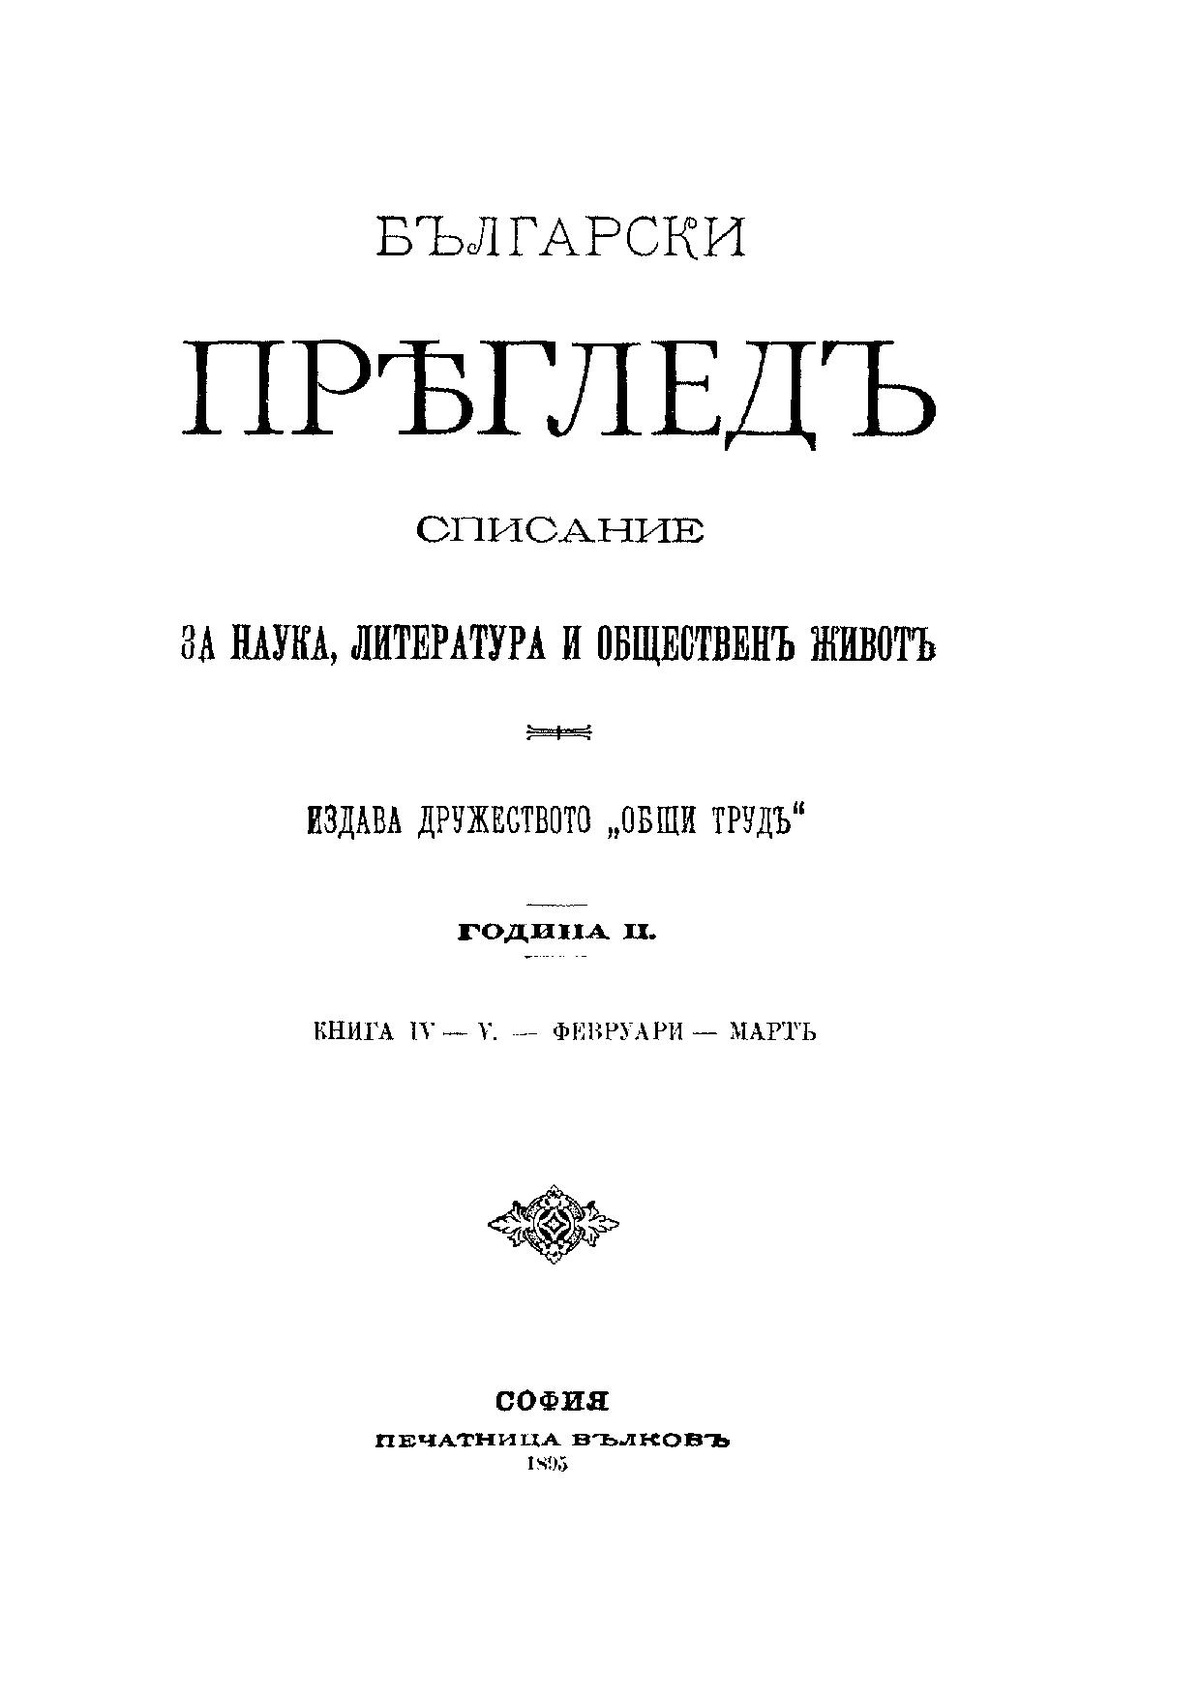 БЪЛГАРСКИ
ПРѢГЛЕДЪ
СПИСАНИЕ
ЗА НАУКА, ЛИТЕРАТУРА И ОБЩЕСТВЕНЪ ЖИВОТЪ
ИЗДАВА ДРУЖЕСТВОТО „ОБЩИ ТРУДЪ“
ГОДИНА II.
КНИГА IV — V. — ФЕВРУАРИ — МАРТЪ
СОФИЯ
ПЕЧАТНИЦА ВЪЛКОВЪ
1895